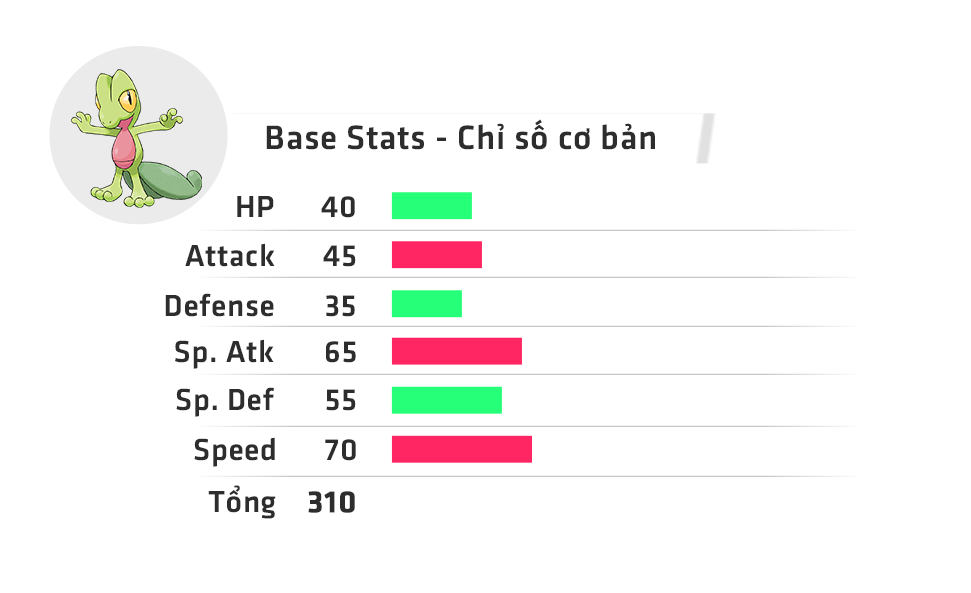 Base Stats - Chỉ số cơ bản
HP 40
Attack 45
Defense 35
Sp. Atk 65
Sp. Def 55
Speed 70
Tổng 310